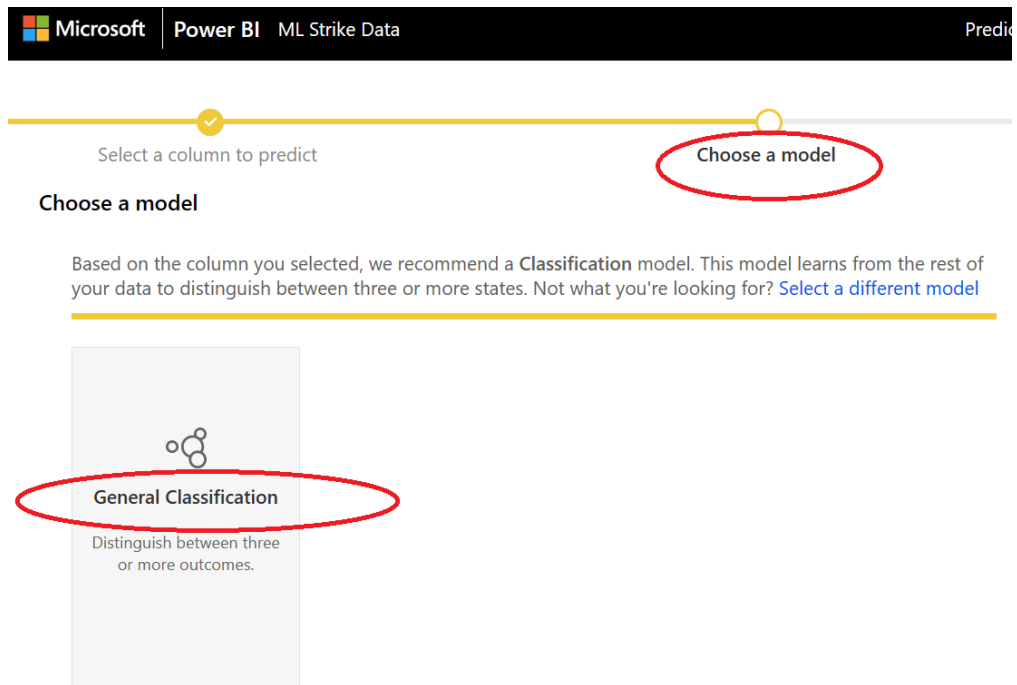 Microsoft Power BI ML Strike Data
Select a column to predict
Choose a model
Choose a model
Based on the column you selected, we recommend a Classification model. This model learns from the rest of
your data to distinguish between three or more states. Not what you're looking for? Select a different model
General Classification
Distinguish between three
or more outcomes.